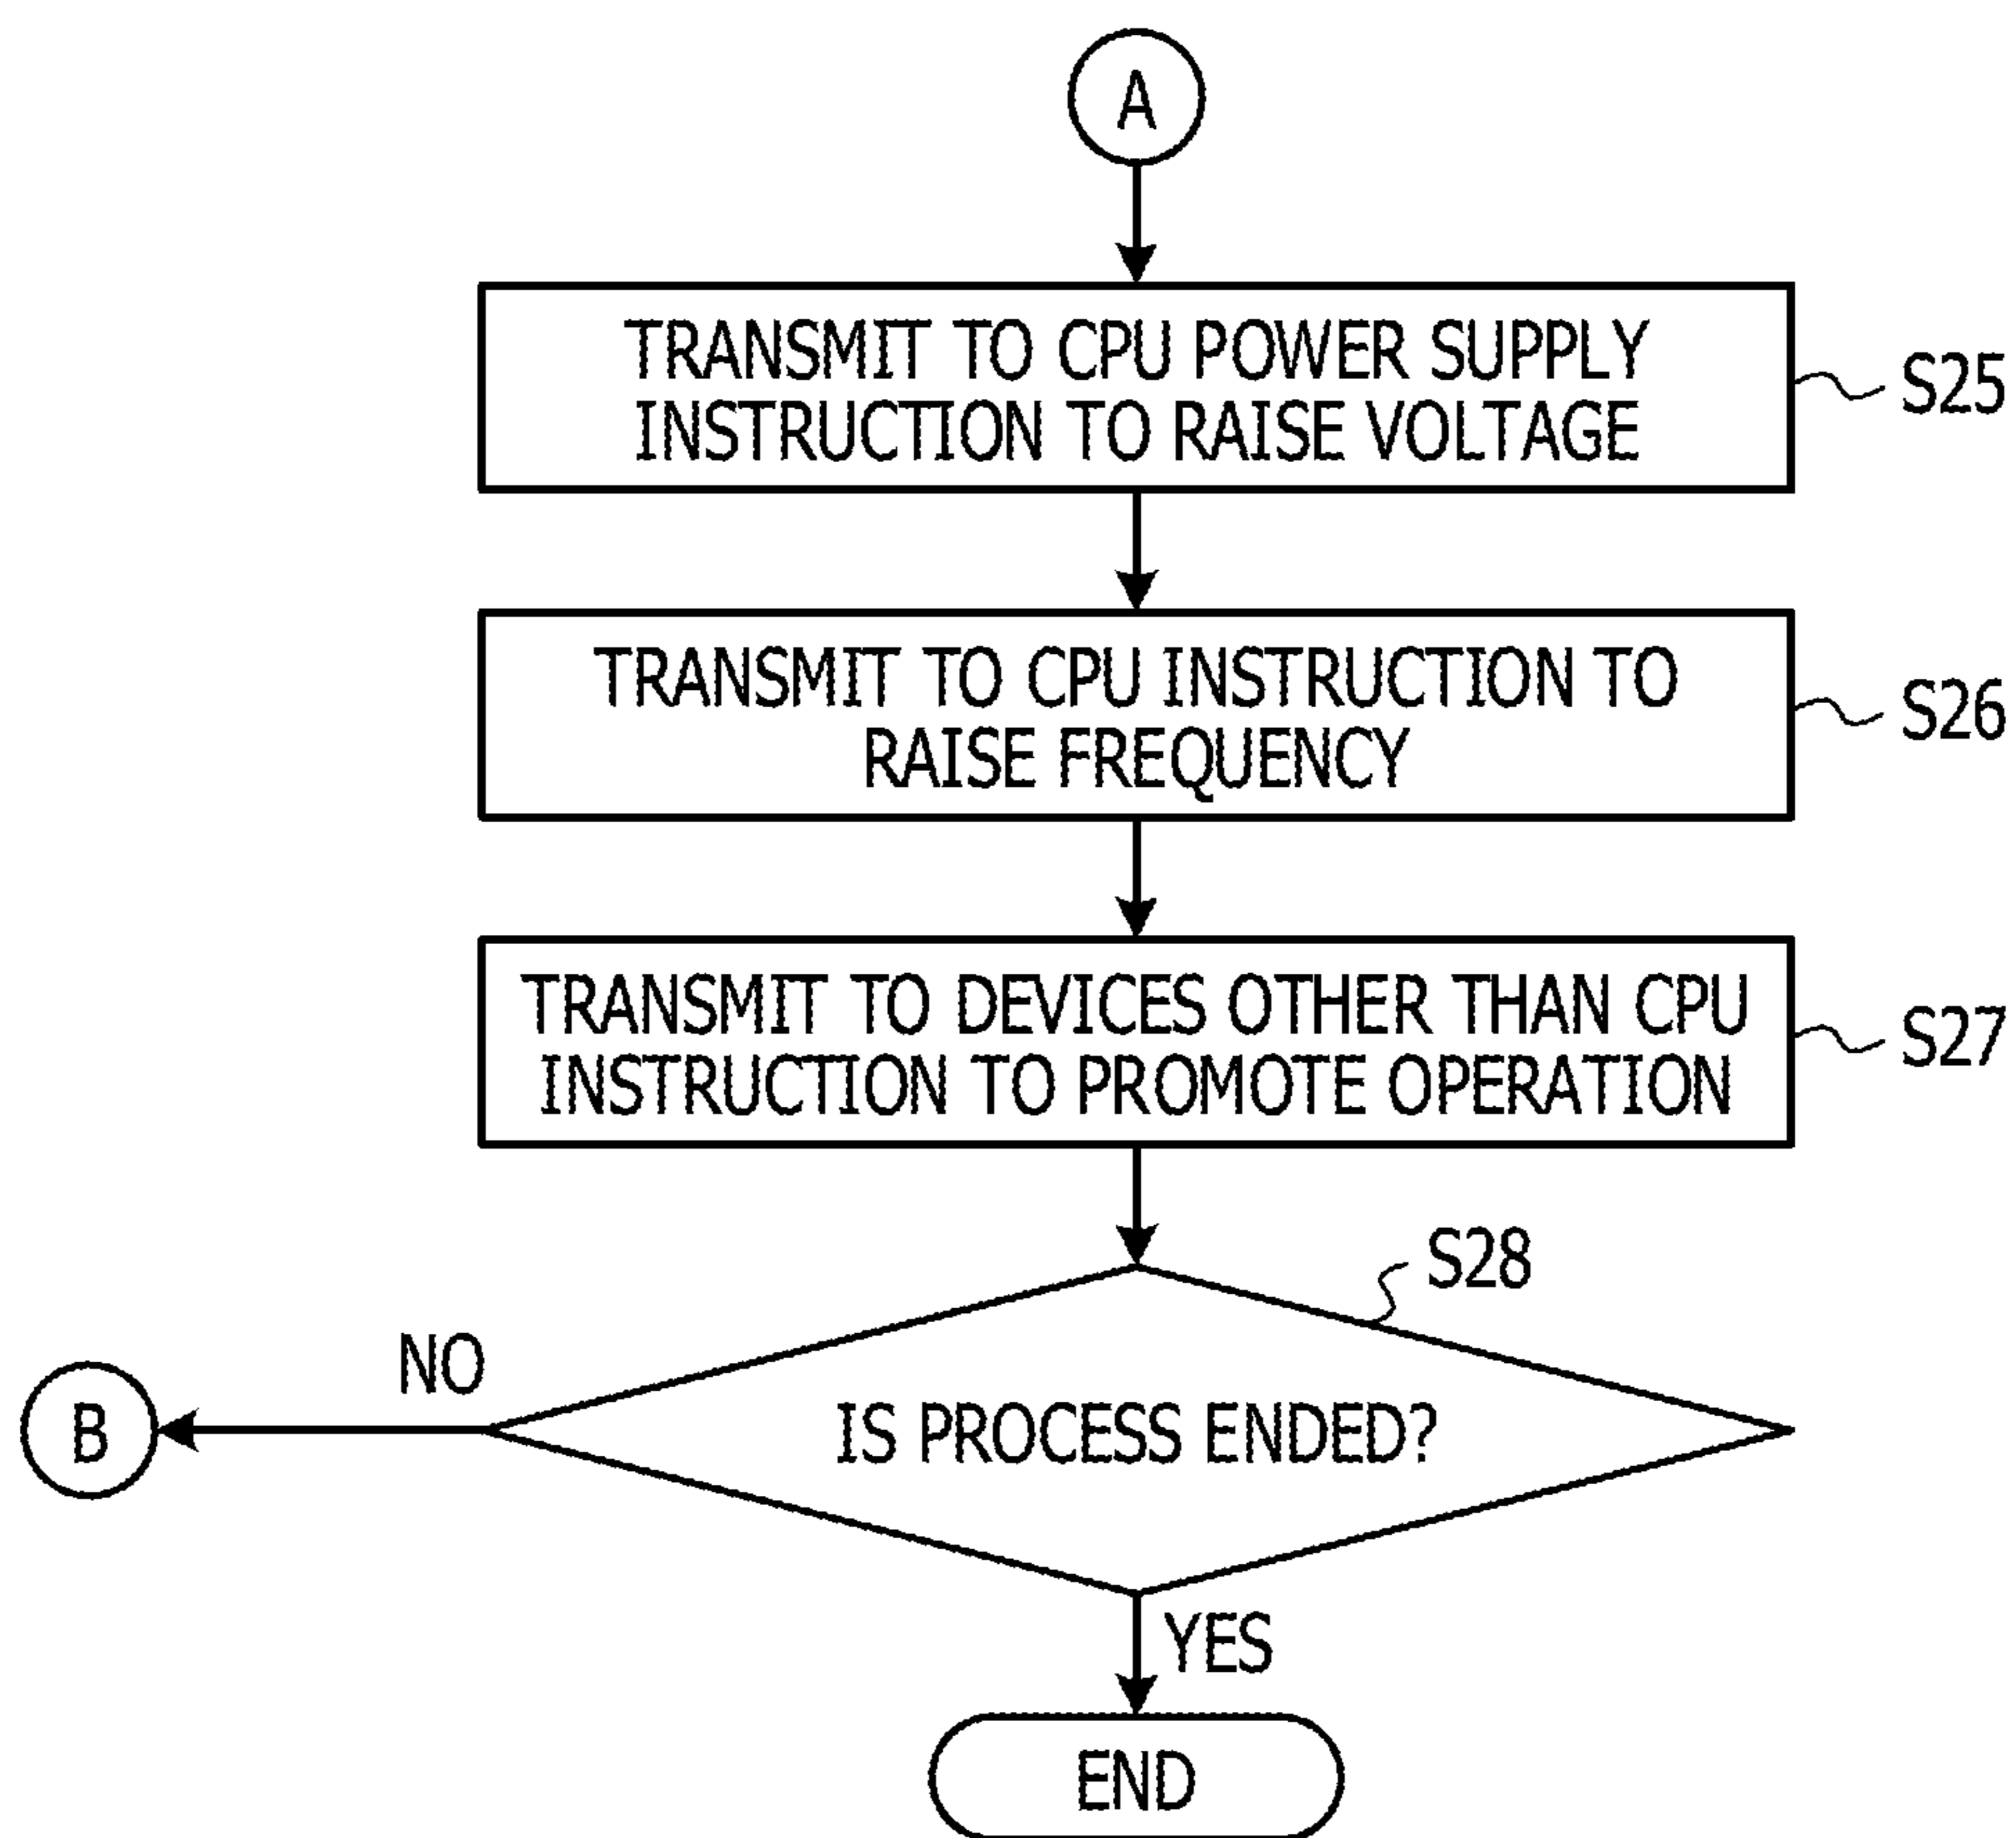 A
TRANSMIT TO CPU POWER SUPPLY
INSTRUCTION TO RAISE VOLTAGE
S25
TRANSMIT TO CPU INSTRUCTION TO
RAISE FREQUENCY
S26
TRANSMIT TO DEVICES OTHER THAN CPU
INSTRUCTION TO PROMOTE OPERATION
S27
S28
NO
B
IS PROCESS ENDED?
YES
END